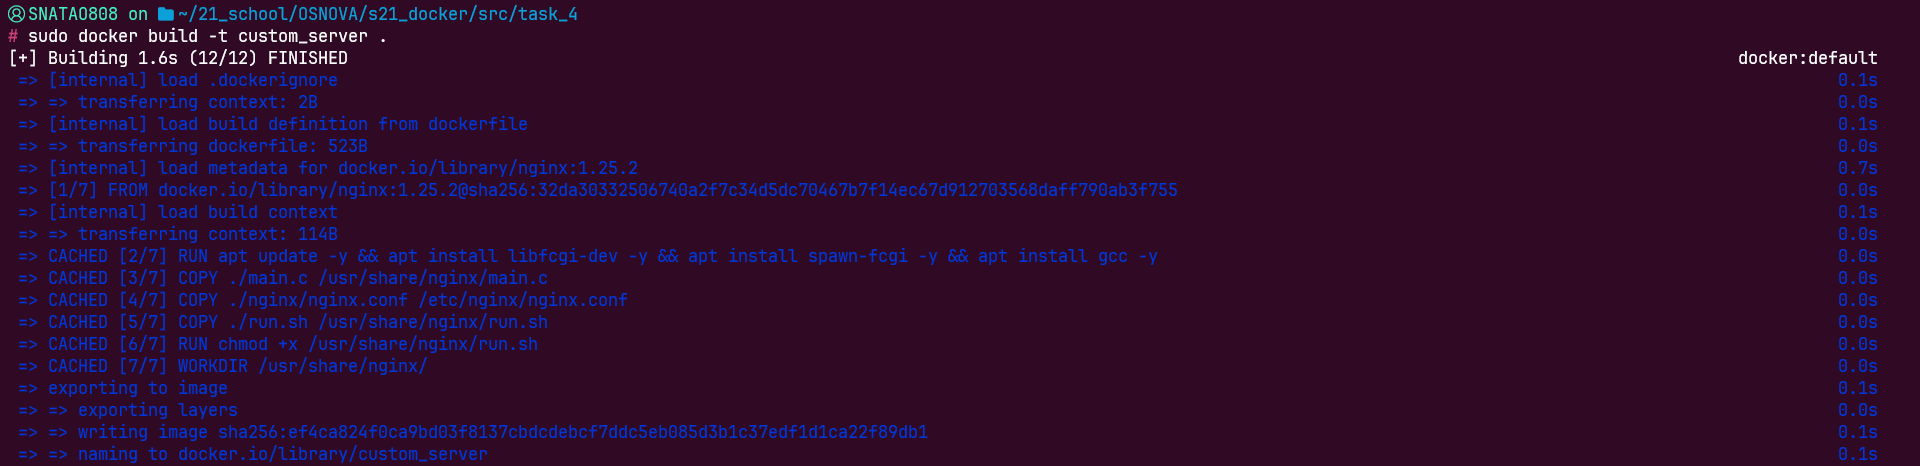 SNATAO808 on ~/21_school/OSNOVA/s21_docker/src/task_4
# sudo docker build -t custom_server .
[+] Building 1.6s (12/12) FINISHED docker:default
=> [internal] load .dockerignore 0.1s
=> => transferring context: 2B 0.0s
=> [internal] load build definition from dockerfile 0.1s
=> => transferring dockerfile: 523B 0.0s
=> [internal] load metadata for docker.io/library/nginx:1.25.2 0.7s
=> [1/7] FROM docker.io/library/nginx:1.25.2@sha256:32da30332506740a2f7c34d5dc70467b7f14ec67d912703568daff790ab3f755 0.0s
=> [internal] load build context 0.1s
=> => transferring context: 114B 0.0s
=> CACHED [2/7] RUN apt update -y && apt install libfcgi-dev -y && apt install spawn-fcgi -y && apt install gcc -y 0.0s
=> CACHED [3/7] COPY ./main.c /usr/share/nginx/main.c 0.0s
=> CACHED [4/7] COPY ./nginx/nginx.conf /etc/nginx/nginx.conf 0.0s
=> CACHED [5/7] COPY ./run.sh /usr/share/nginx/run.sh 0.0s
=> CACHED [6/7] RUN chmod +x /usr/share/nginx/run.sh 0.0s
=> CACHED [7/7] WORKDIR /usr/share/nginx/ 0.0s
=> exporting to image 0.1s
=> => exporting layers 0.0s
=> => writing image sha256:ef4ca824f0ca9bd03f8137cbdcdebcf7ddc5eb085d3b1c37edf1d1ca22f89db1 0.1s
=> => naming to docker.io/library/custom_server 0.1s